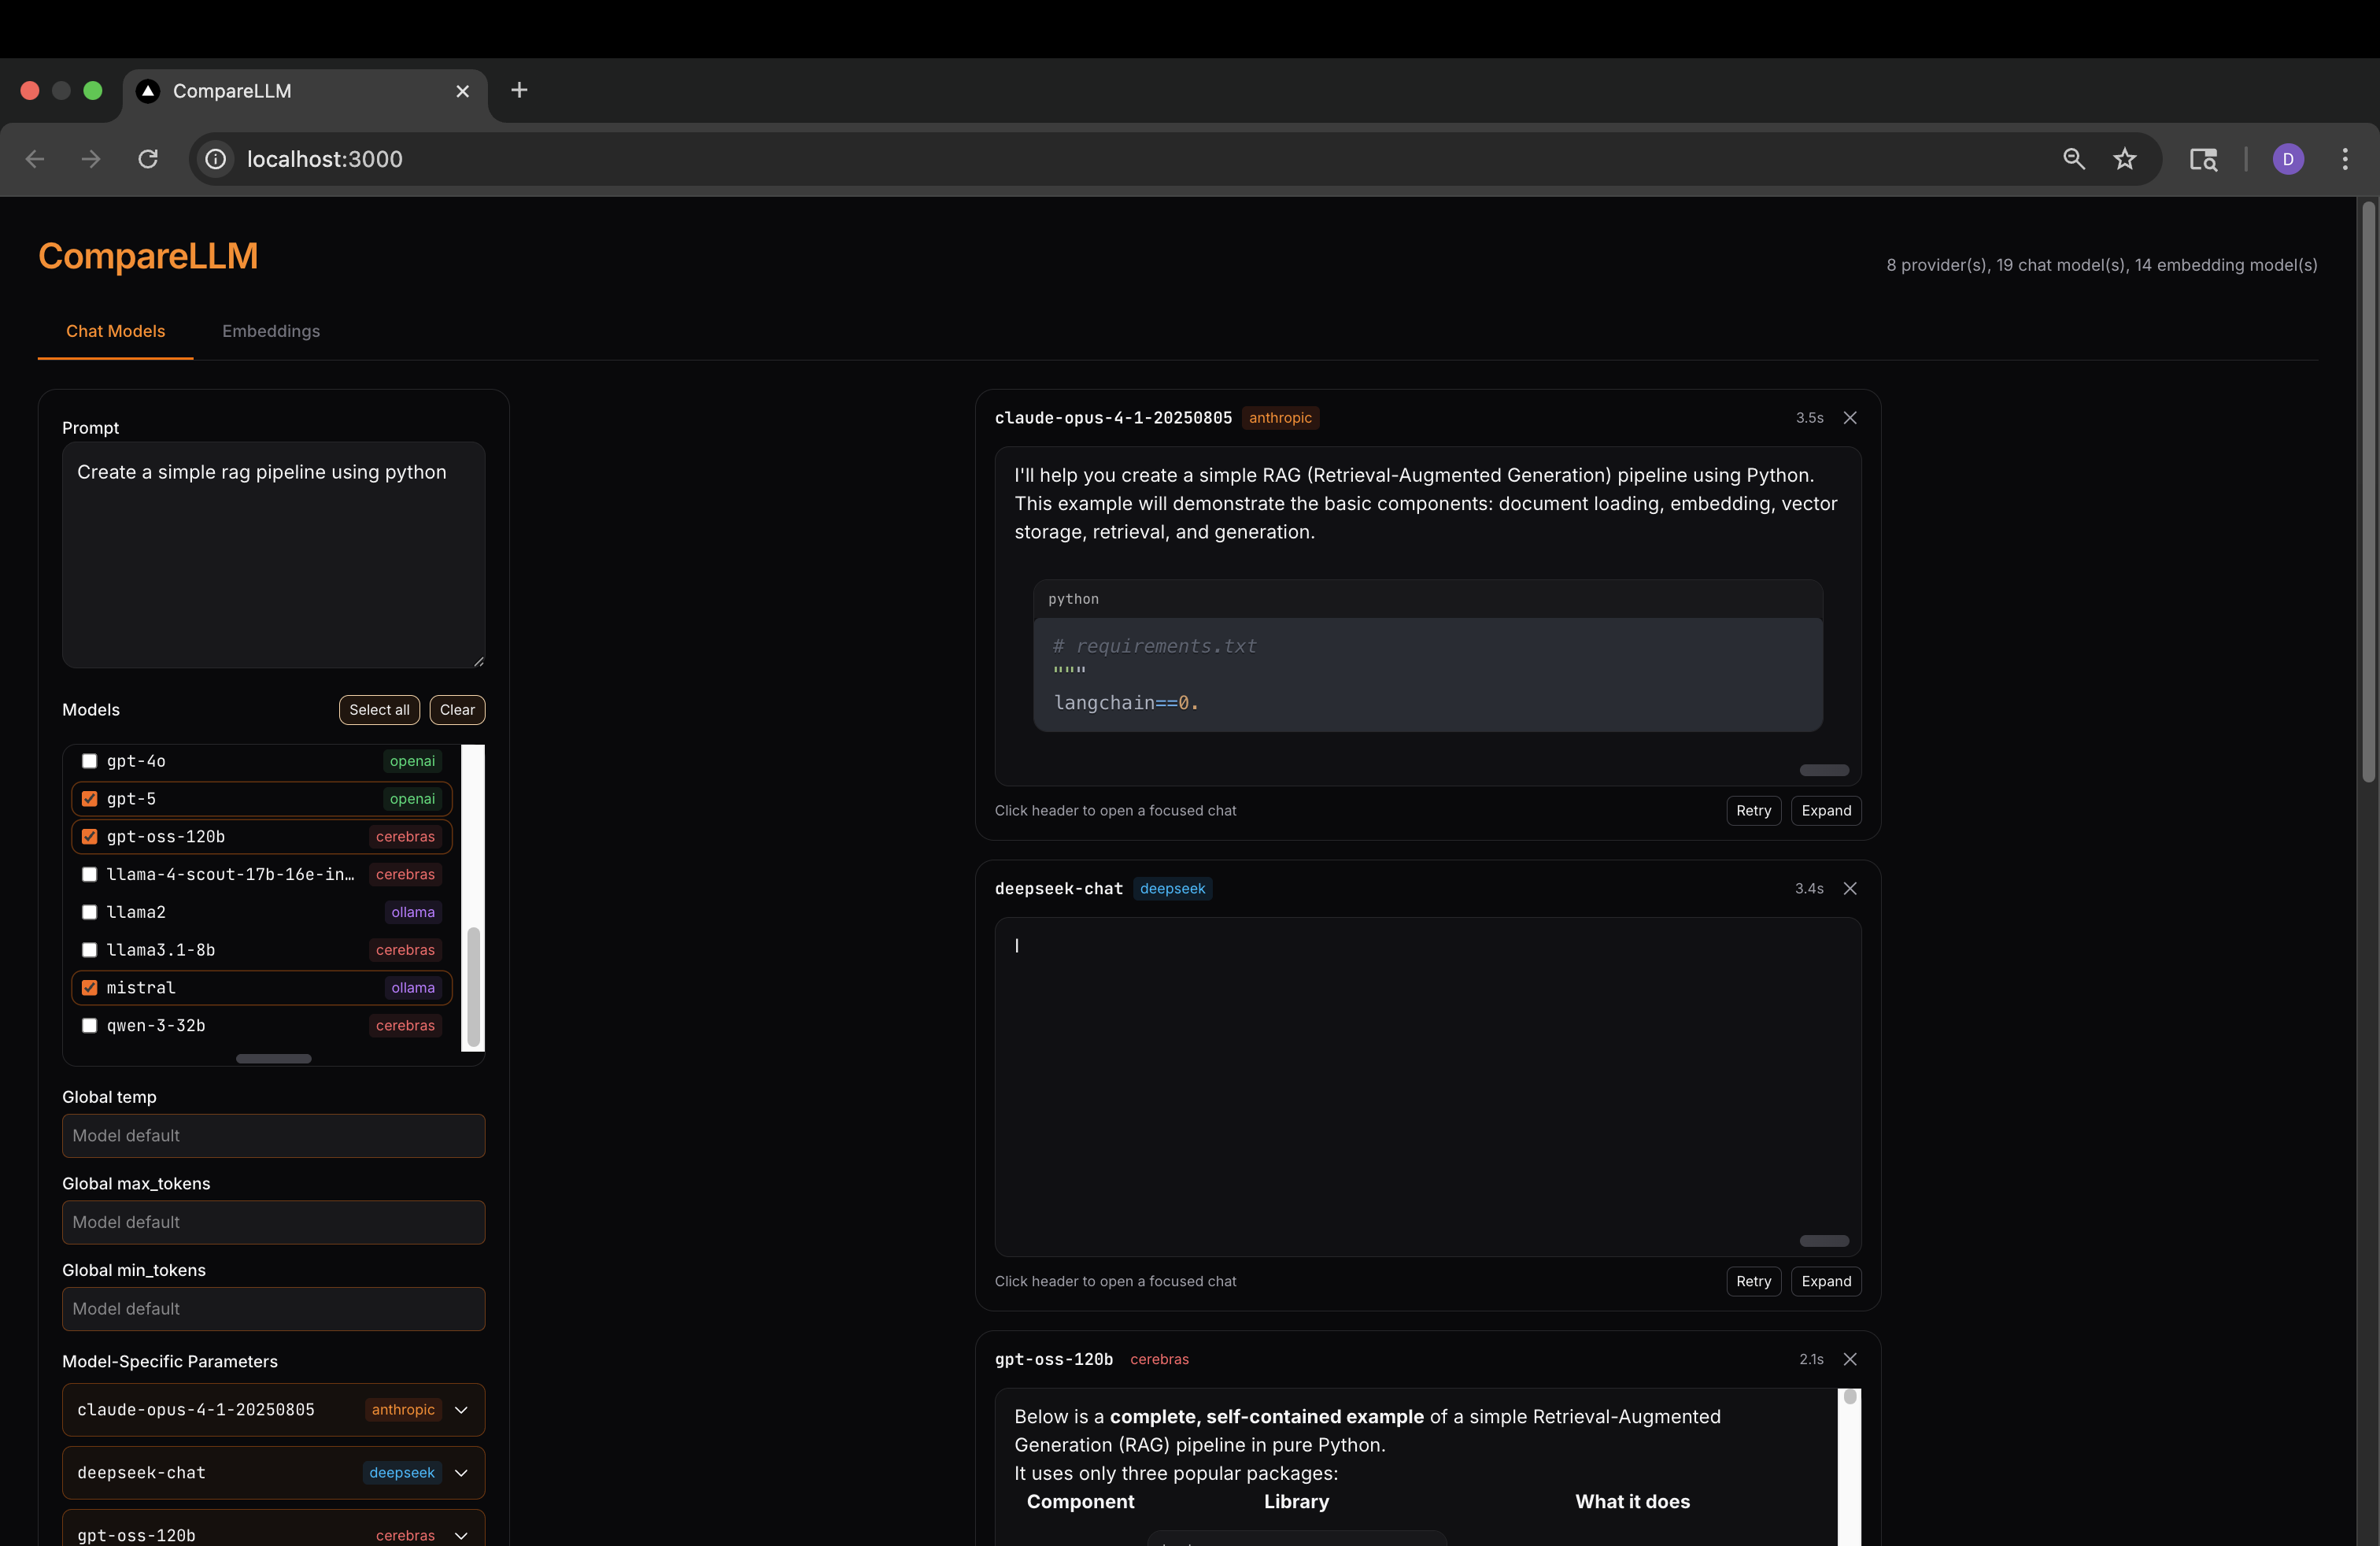 CompareLLM
localhost:3000
D
CompareLLM
8 provider(s), 19 chat model(s), 14 embedding model(s)
Chat Models
Embeddings
Prompt
Create a simple rag pipeline using python
Models
Select all
Clear
gpt-4o openai
gpt-5 openai
gpt-oss-120b cerebras
llama-4-scout-17b-16e-in… cerebras
llama2 ollama
llama3.1-8b cerebras
mistral ollama
qwen-3-32b cerebras
Global temp
Model default
Global max_tokens
Model default
Global min_tokens
Model default
Model-Specific Parameters
claude-opus-4-1-20250805 anthropic
deepseek-chat deepseek
gpt-oss-120b cerebras
claude-opus-4-1-20250805 anthropic 3.5s
I'll help you create a simple RAG (Retrieval-Augmented Generation) pipeline using Python.
This example will demonstrate the basic components: document loading, embedding, vector
storage, retrieval, and generation.
python
# requirements.txt
"""
langchain==0.
Click header to open a focused chat
Retry
Expand
deepseek-chat deepseek 3.4s
I
Click header to open a focused chat
Retry
Expand
gpt-oss-120b cerebras 2.1s
Below is a complete, self-contained example of a simple Retrieval-Augmented
Generation (RAG) pipeline in pure Python.
It uses only three popular packages:
Component Library What it does